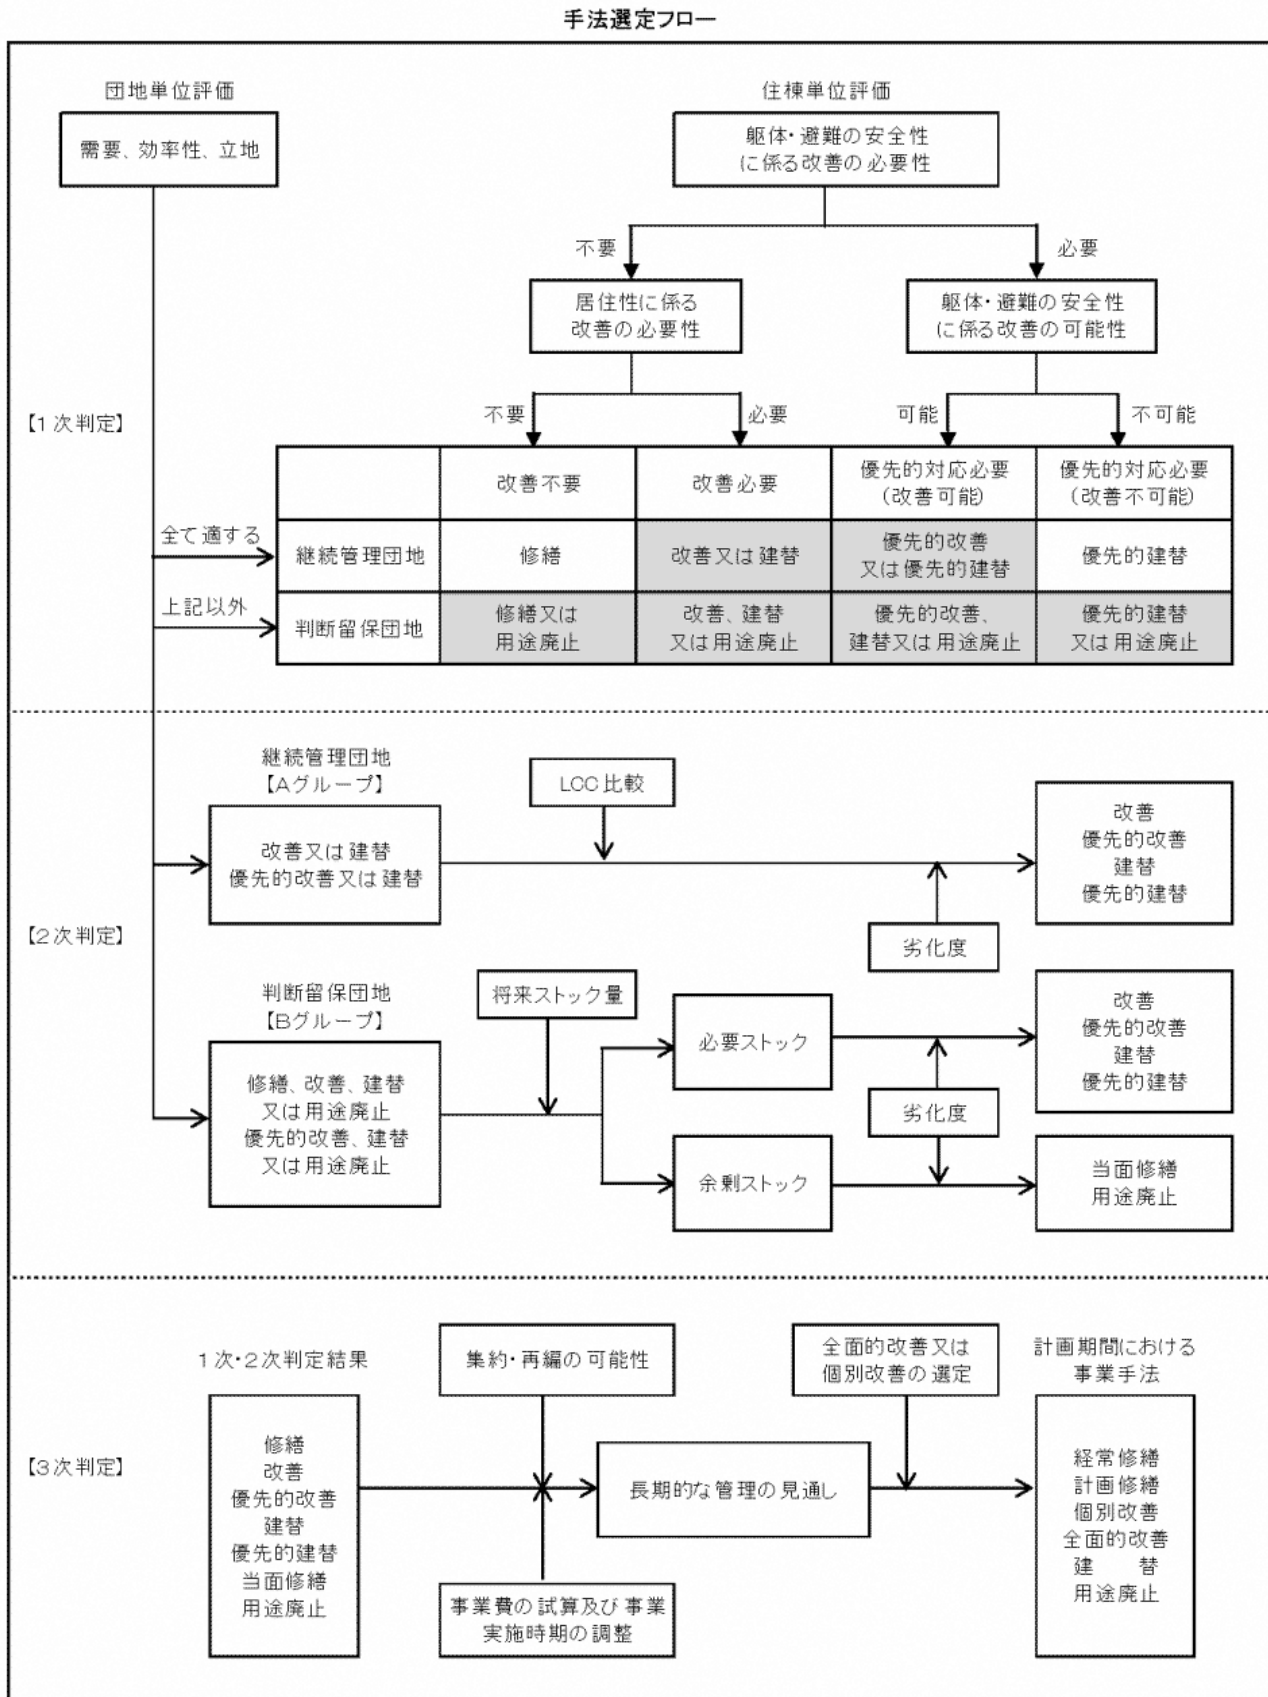 手法選定フロー
団地単位評価
需要、効率性、立地
住棟単位評価
躯体・避難の安全性
に係る改善の必要性
不要
必要
居住性に係る
改善の必要性
躯体・避難の安全性
に係る改善の可能性
【1次判定】
不要
必要
可能
不可能
改善不要
改善必要
優先的対応必要
(改善可能)
優先的対応必要
(改善不可能)
全て適する
継続管理団地
修繕
改善又は建替
優先的改善
又は優先的建替
優先的建替
上記以外
判断留保団地
修繕又は
用途廃止
改善、建替
又は用途廃止
優先的改善、
建替又は用途廃止
優先的建替
又は用途廃止
【2次判定】
継続管理団地
【Aグループ】
改善又は建替
優先的改善又は建替
LCC比較
劣化度
改善
優先的改善
建替
優先的建替
判断留保団地
【Bグループ】
修繕、改善、建替
又は用途廃止
優先的改善、建替
又は用途廃止
将来ストック量
必要ストック
余剰ストック
劣化度
改善
優先的改善
建替
優先的建替
当面修繕
用途廃止
【3次判定】
1次・2次判定結果
修繕
改善
優先的改善
建替
優先的建替
当面修繕
用途廃止
集約・再編の可能性
事業費の試算及び事業
実施時期の調整
長期的な管理の見通し
全面的改善又は
個別改善の選定
計画期間における
事業手法
経常修繕
計画修繕
個別改善
全面的改善
建　　替
用途廃止